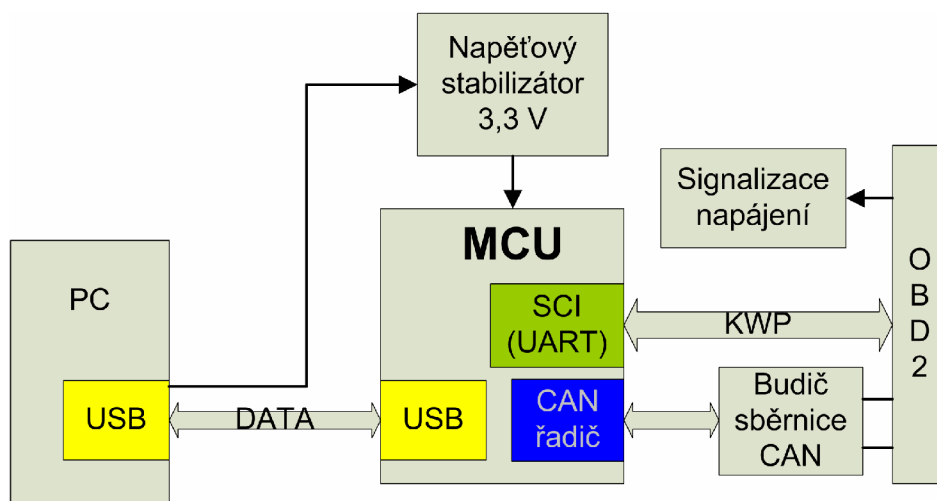 Napěťový
stabilizátor
3,3 V
Signalizace
napájení
MCU
PC
SCI
(UART)
KWP
O
B
D
2
USB
DATA
USB
CAN
řadič
Budič
sběrnice
CAN